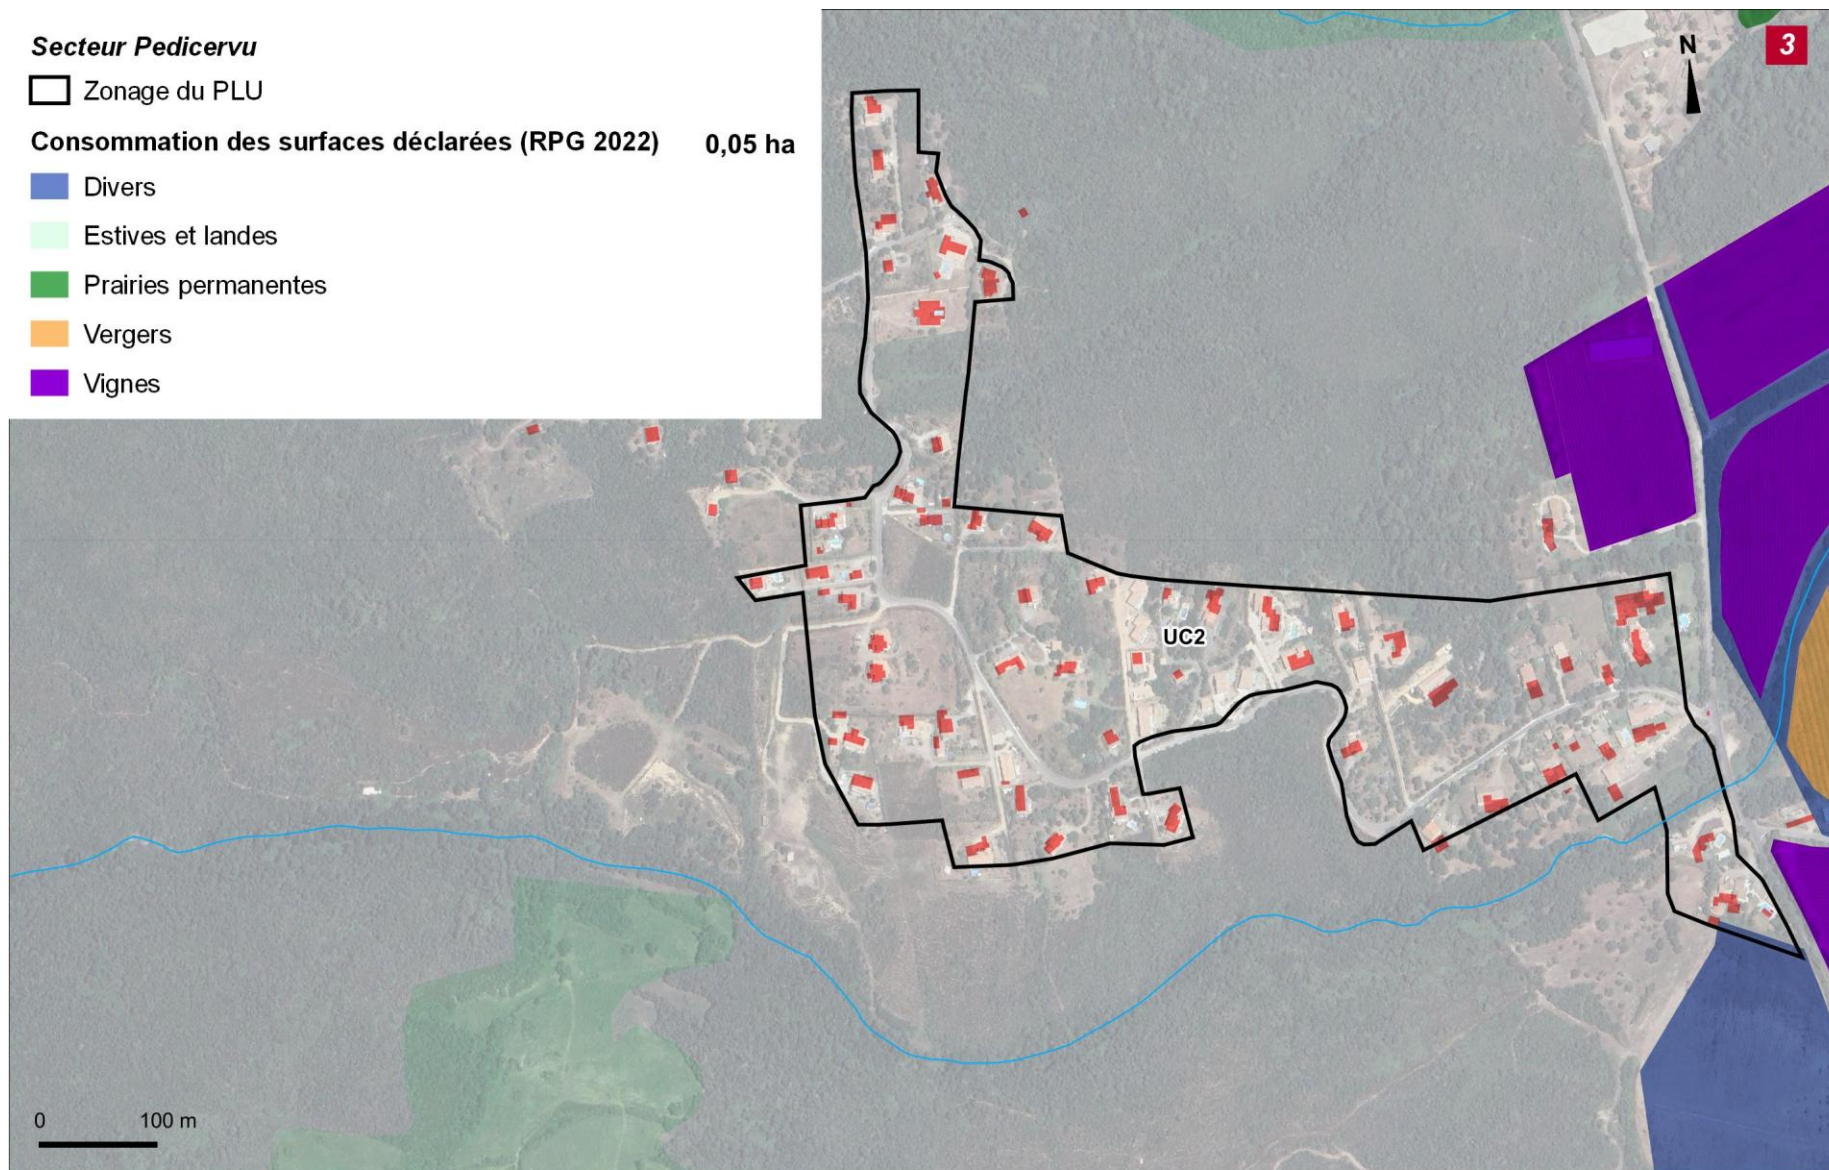 Secteur Pedicervu
Zonage du PLU
Consommation des surfaces déclarées (RPG 2022) 0,05 ha
Divers
Estives et landes
Prairies permanentes
Vergers
Vignes
N
3
UC2
0 100 m